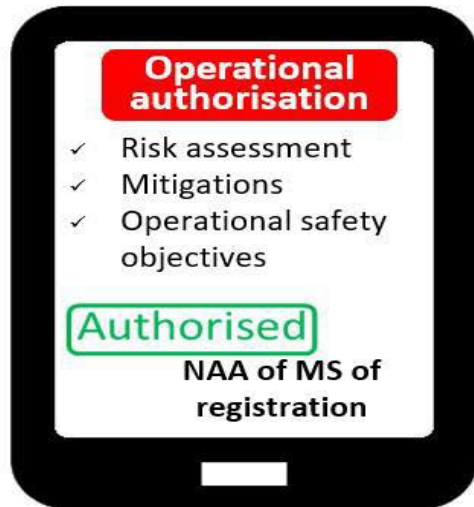 Operational
authorisation
✓ Risk assessment
✓ Mitigations
✓ Operational safety
objectives
Authorised
NAA of MS of
registration